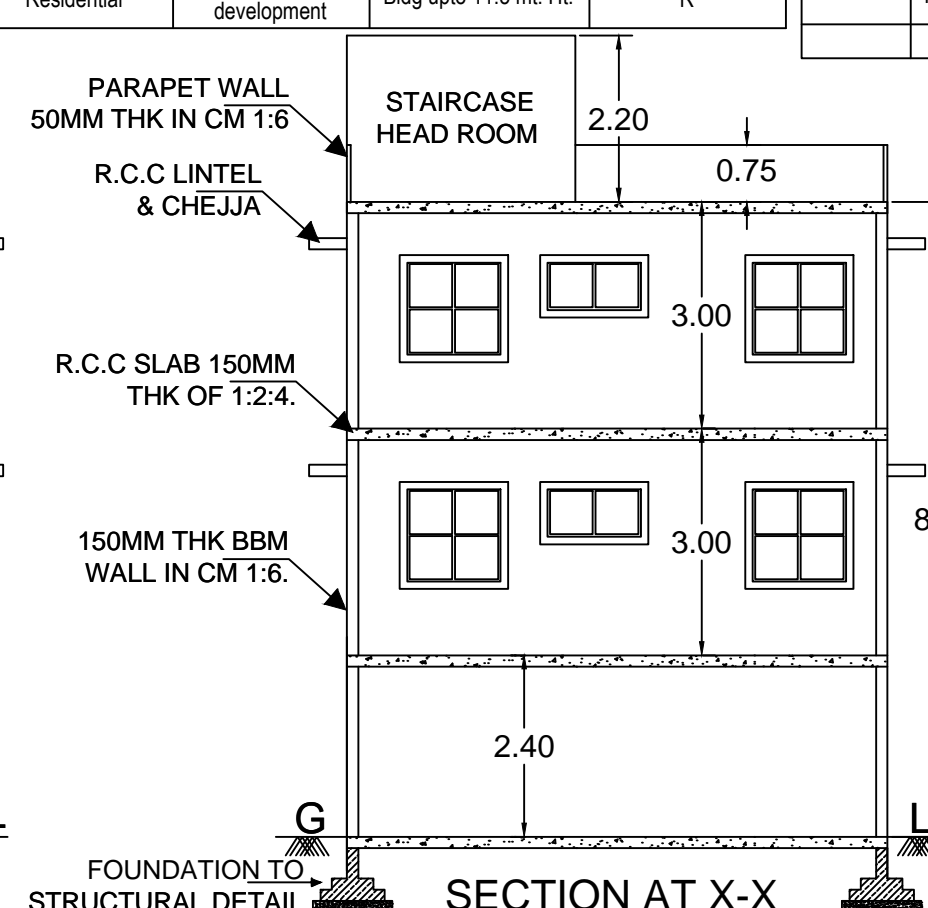 Residential
development
Bldg upto 11.5 mt. Ht.
R
PARAPET WALL
50MM THK IN CM 1:6
STAIRCASE
HEAD ROOM
2.20
0.75
R.C.C LINTEL
& CHEJJA
3.00
R.C.C SLAB 150MM
THK OF 1:2:4.
8
150MM THK BBM
WALL IN CM 1:6.
3.00
2.40
G
L
FOUNDATION TO
STRUCTURAL DETAIL
SECTION AT X-X